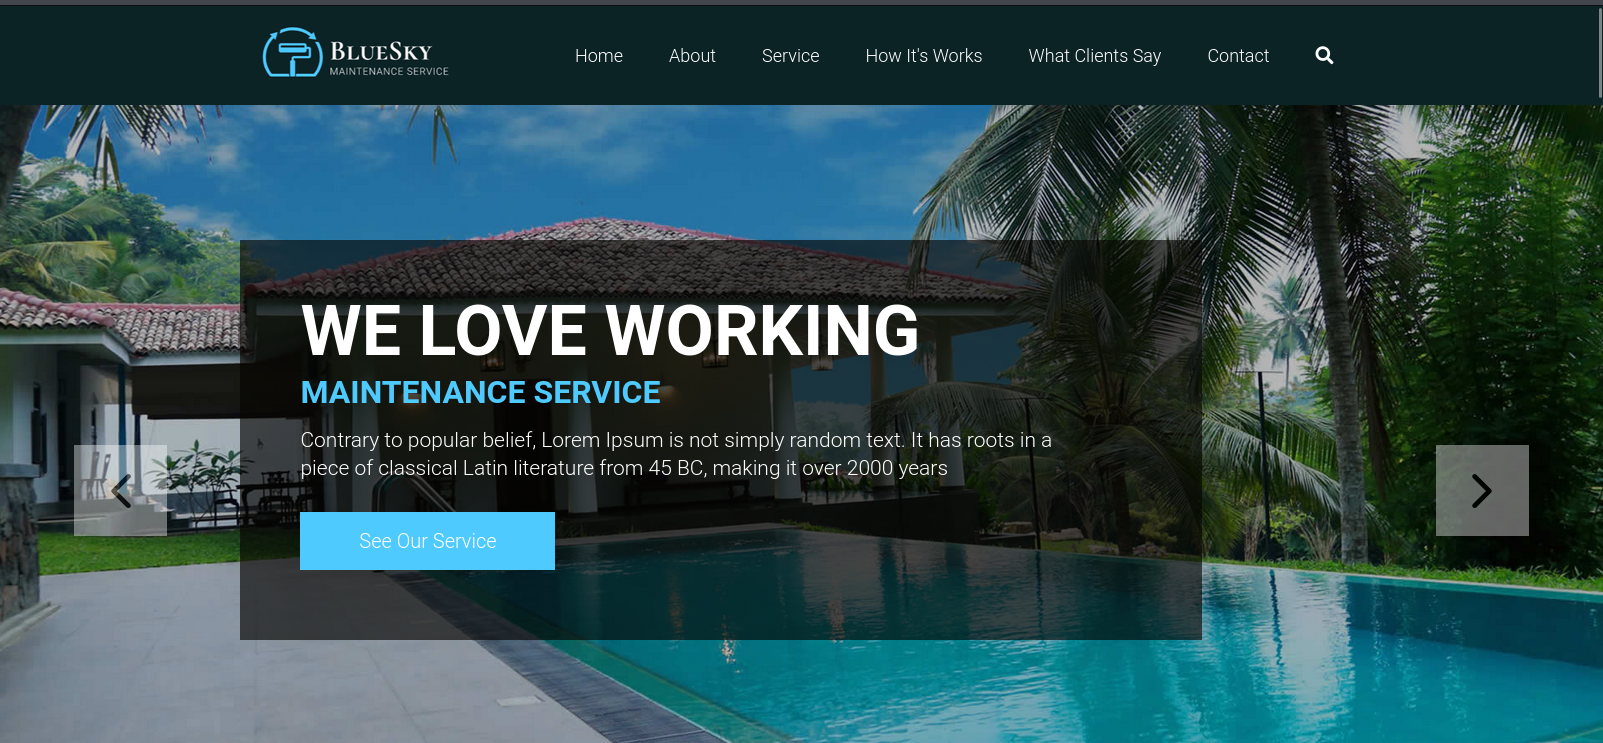 BLUESKY
MAINTENANCE SERVICE
Home About Service How It's Works What Clients Say Contact
WE LOVE WORKING
MAINTENANCE SERVICE
Contrary to popular belief, Lorem Ipsum is not simply random text. It has roots in a
piece of classical Latin literature from 45 BC, making it over 2000 years
See Our Service